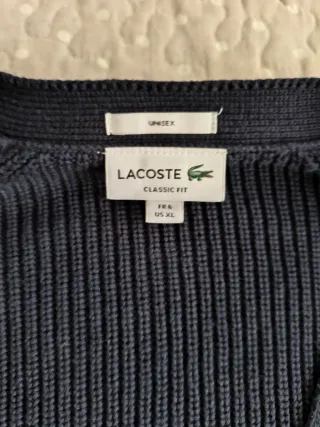 UNISEX
LACOSTE
CLASSIC FIT
FR 6
US XL